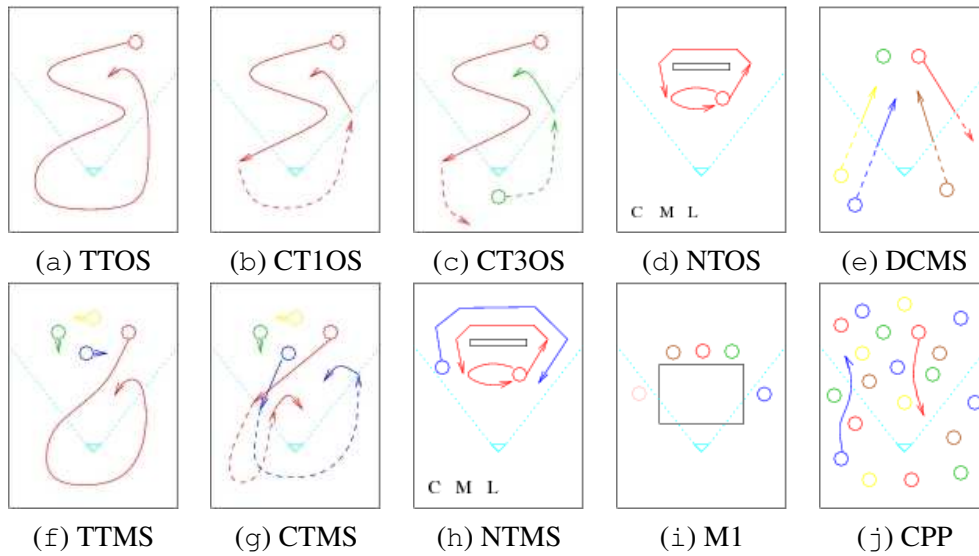 C M L
(a) TTOS (b) CT1OS (c) CT3OS (d) NTOS (e) DCMS
C M L
(f) TTMS (g) CTMS (h) NTMS (i) M1 (j) CPP